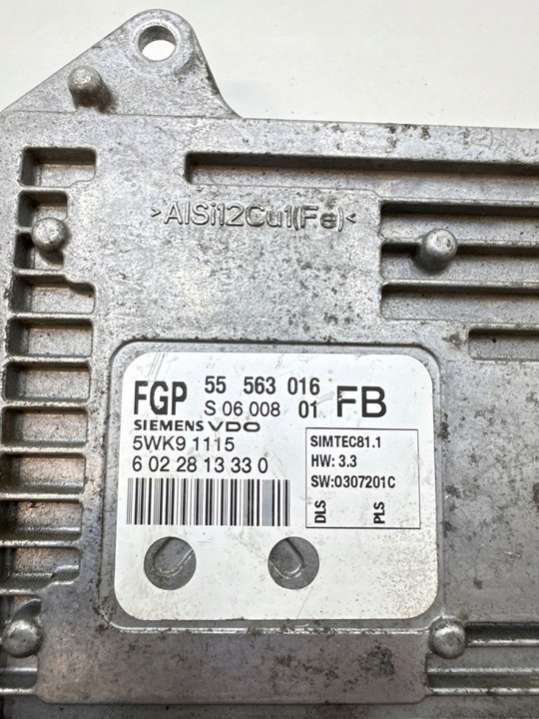 >AlSi12Cu1(Fe)<
FGP 55 563 016 FB
S 06 008 01
SIEMENS VDO
5WK9 1115
6 02 28 13 33 0
SIMTEC81.1
HW: 3.3
SW:0307201C
DLS
PLS